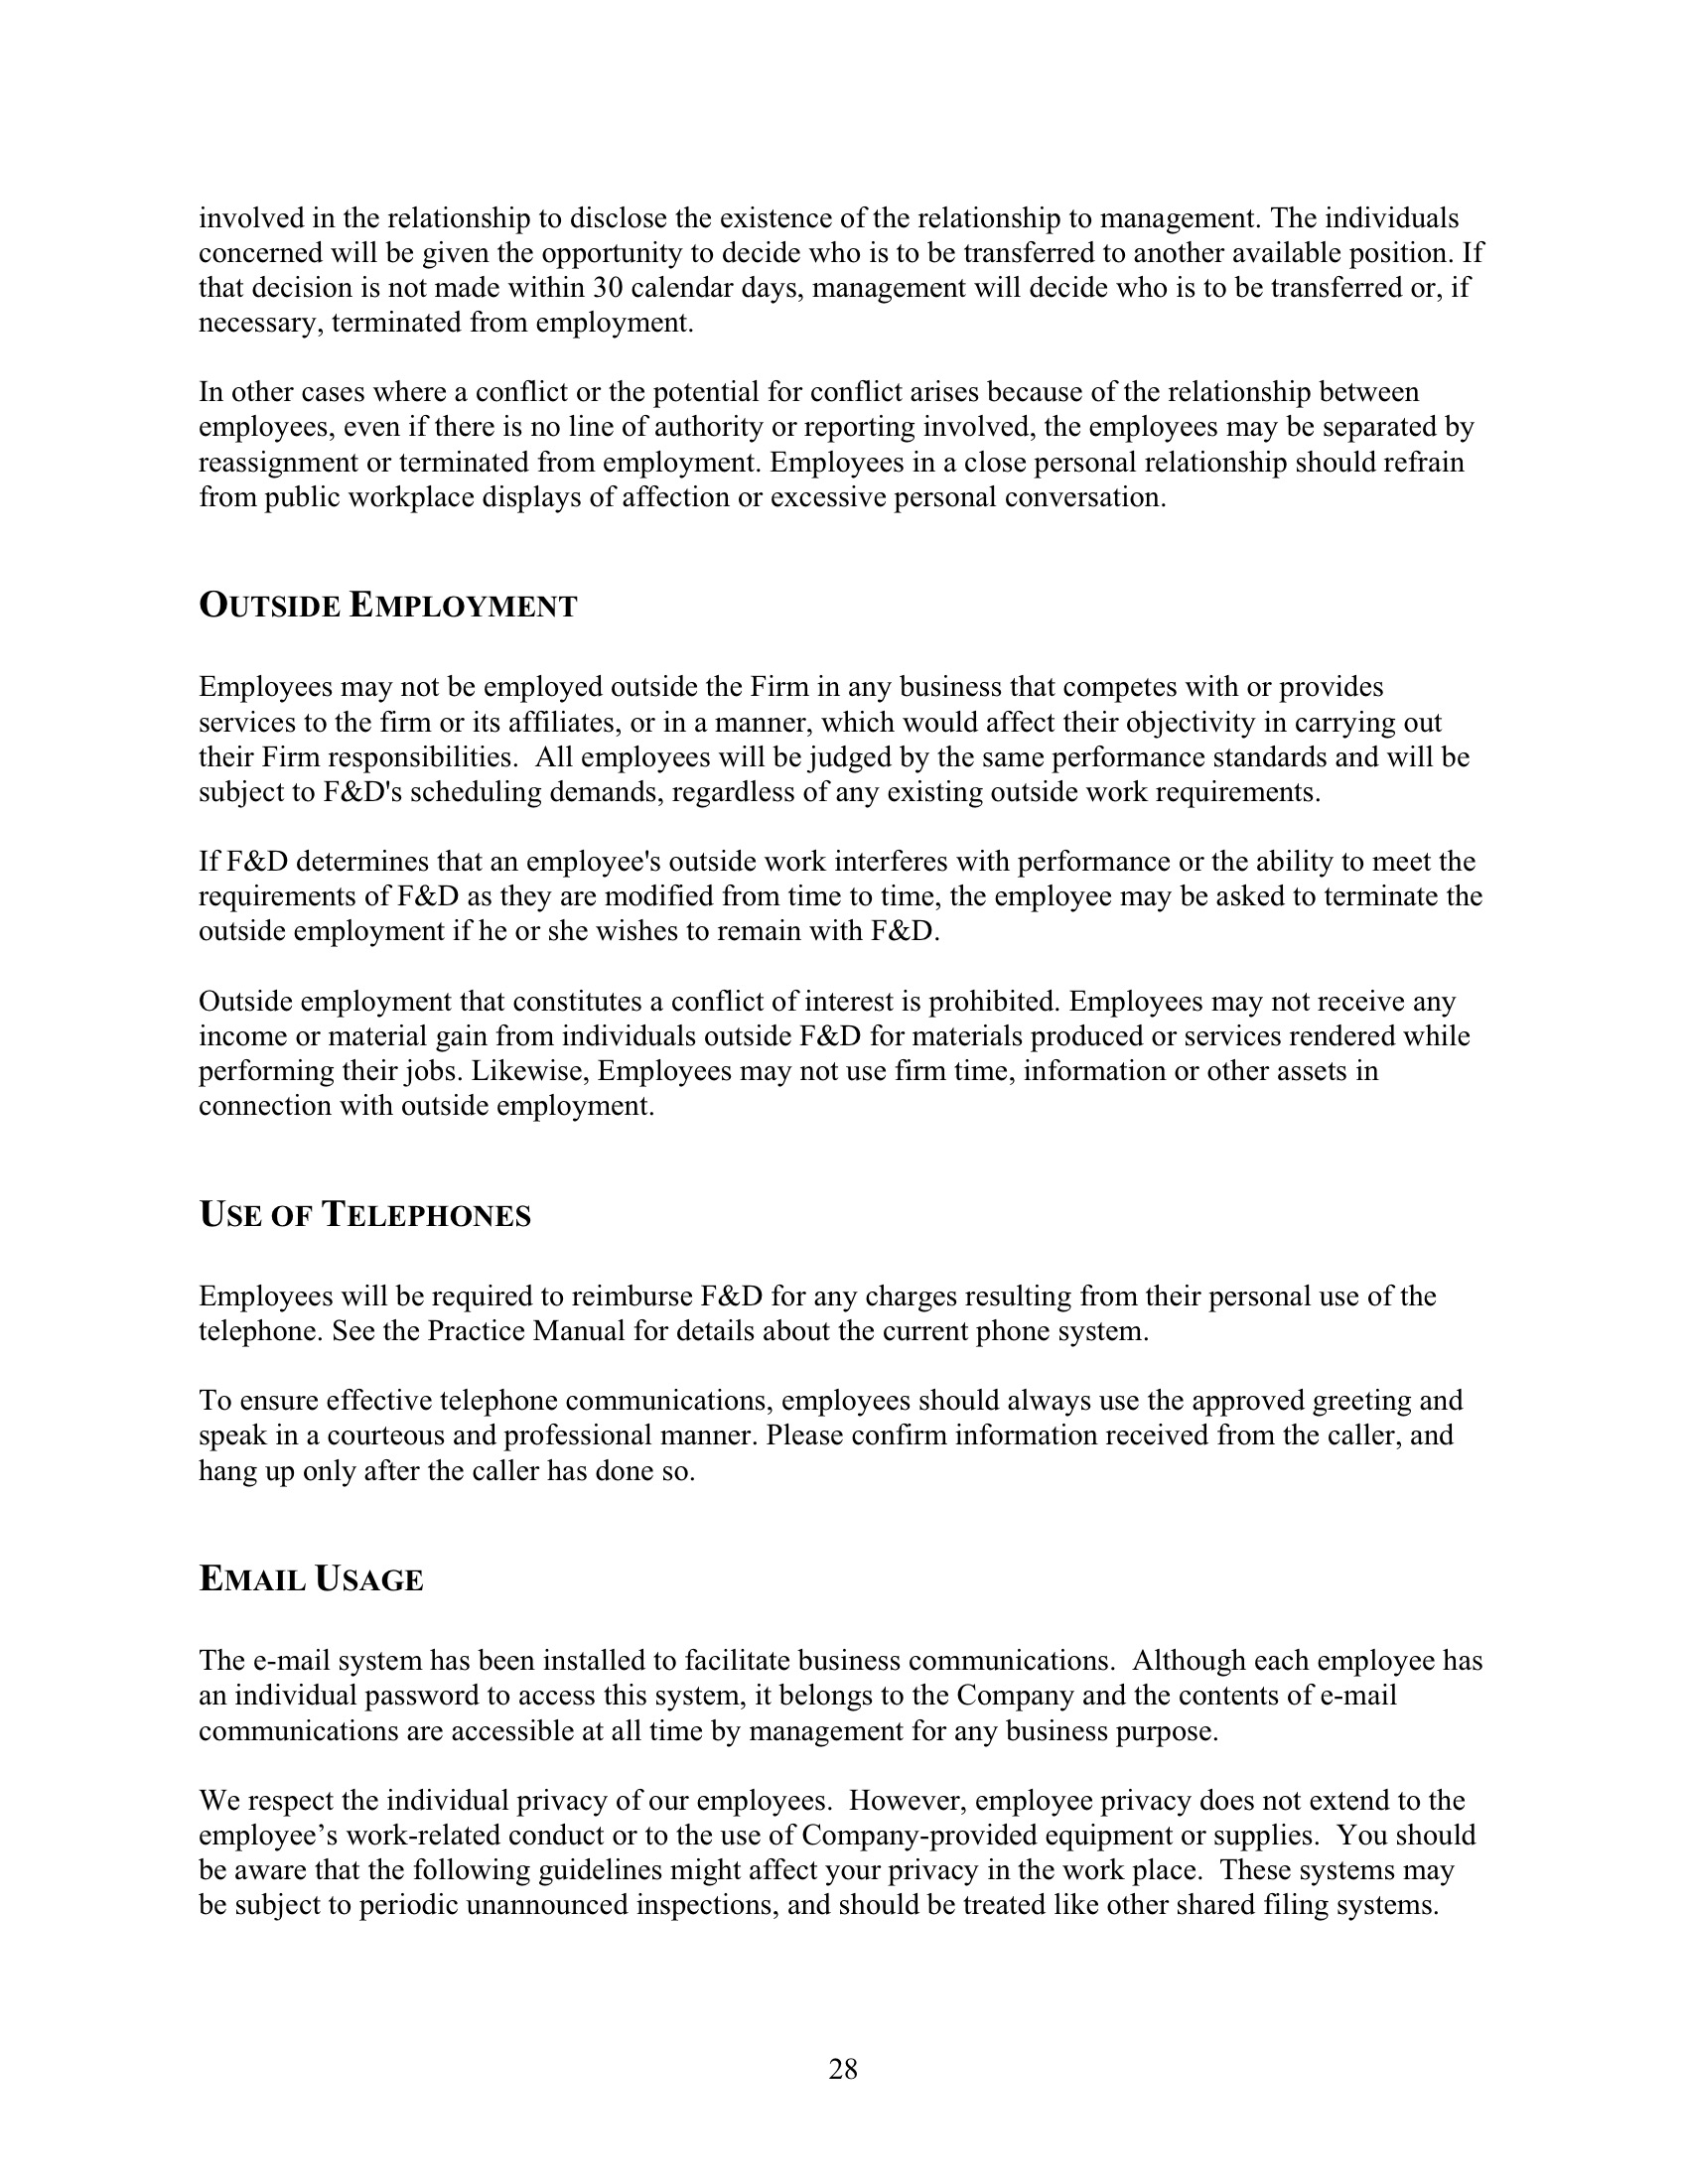 involved in the relationship to disclose the existence of the relationship to management. The individuals
concerned will be given the opportunity to decide who is to be transferred to another available position. If
that decision is not made within 30 calendar days, management will decide who is to be transferred or, if
necessary, terminated from employment.
In other cases where a conflict or the potential for conflict arises because of the relationship between
employees, even if there is no line of authority or reporting involved, the employees may be separated by
reassignment or terminated from employment. Employees in a close personal relationship should refrain
from public workplace displays of affection or excessive personal conversation.
OUTSIDE EMPLOYMENT
Employees may not be employed outside the Firm in any business that competes with or provides
services to the firm or its affiliates, or in a manner, which would affect their objectivity in carrying out
their Firm responsibilities.  All employees will be judged by the same performance standards and will be
subject to F&D's scheduling demands, regardless of any existing outside work requirements.
If F&D determines that an employee's outside work interferes with performance or the ability to meet the
requirements of F&D as they are modified from time to time, the employee may be asked to terminate the
outside employment if he or she wishes to remain with F&D.
Outside employment that constitutes a conflict of interest is prohibited. Employees may not receive any
income or material gain from individuals outside F&D for materials produced or services rendered while
performing their jobs. Likewise, Employees may not use firm time, information or other assets in
connection with outside employment.
USE OF TELEPHONES
Employees will be required to reimburse F&D for any charges resulting from their personal use of the
telephone. See the Practice Manual for details about the current phone system.
To ensure effective telephone communications, employees should always use the approved greeting and
speak in a courteous and professional manner. Please confirm information received from the caller, and
hang up only after the caller has done so.
EMAIL USAGE
The e-mail system has been installed to facilitate business communications.  Although each employee has
an individual password to access this system, it belongs to the Company and the contents of e-mail
communications are accessible at all time by management for any business purpose.
We respect the individual privacy of our employees.  However, employee privacy does not extend to the
employee’s work-related conduct or to the use of Company-provided equipment or supplies.  You should
be aware that the following guidelines might affect your privacy in the work place.  These systems may
be subject to periodic unannounced inspections, and should be treated like other shared filing systems.
28